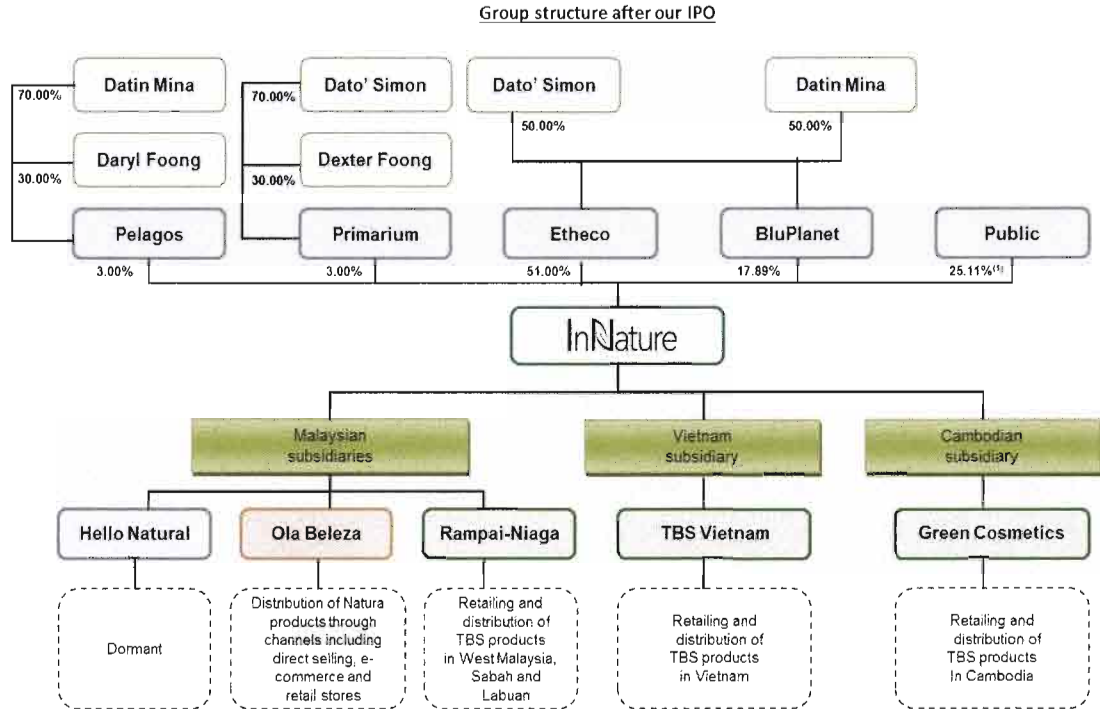 Group structure after our IPO
Datin Mina
Dato' Simon
Dato' Simon
Datin Mina
70.00%
70.00%
50.00%
50.00%
Daryl Foong
Dexter Foong
30.00%
30.00%
Pelagos
Primarium
Etheco
BluPlanet
Public
3.00%
3.00%
51.00%
17.89%
25.11%
InNature
Malaysian
subsidiaries
Vietnam
subsidiary
Cambodian
subsidiary
Hello Natural
Ola Beleza
Rampai-Niaga
TBS Vietnam
Green Cosmetics
Dormant
Distribution of Natura
products through
channels including
direct selling, e-
commerce and
retail stores
Retailing and
distribution of
TBS products
in West Malaysia,
Sabah and
Labuan
Retailing and
distribution of
TBS products
in Vietnam
Retailing and
distribution of
TBS products
In Cambodia